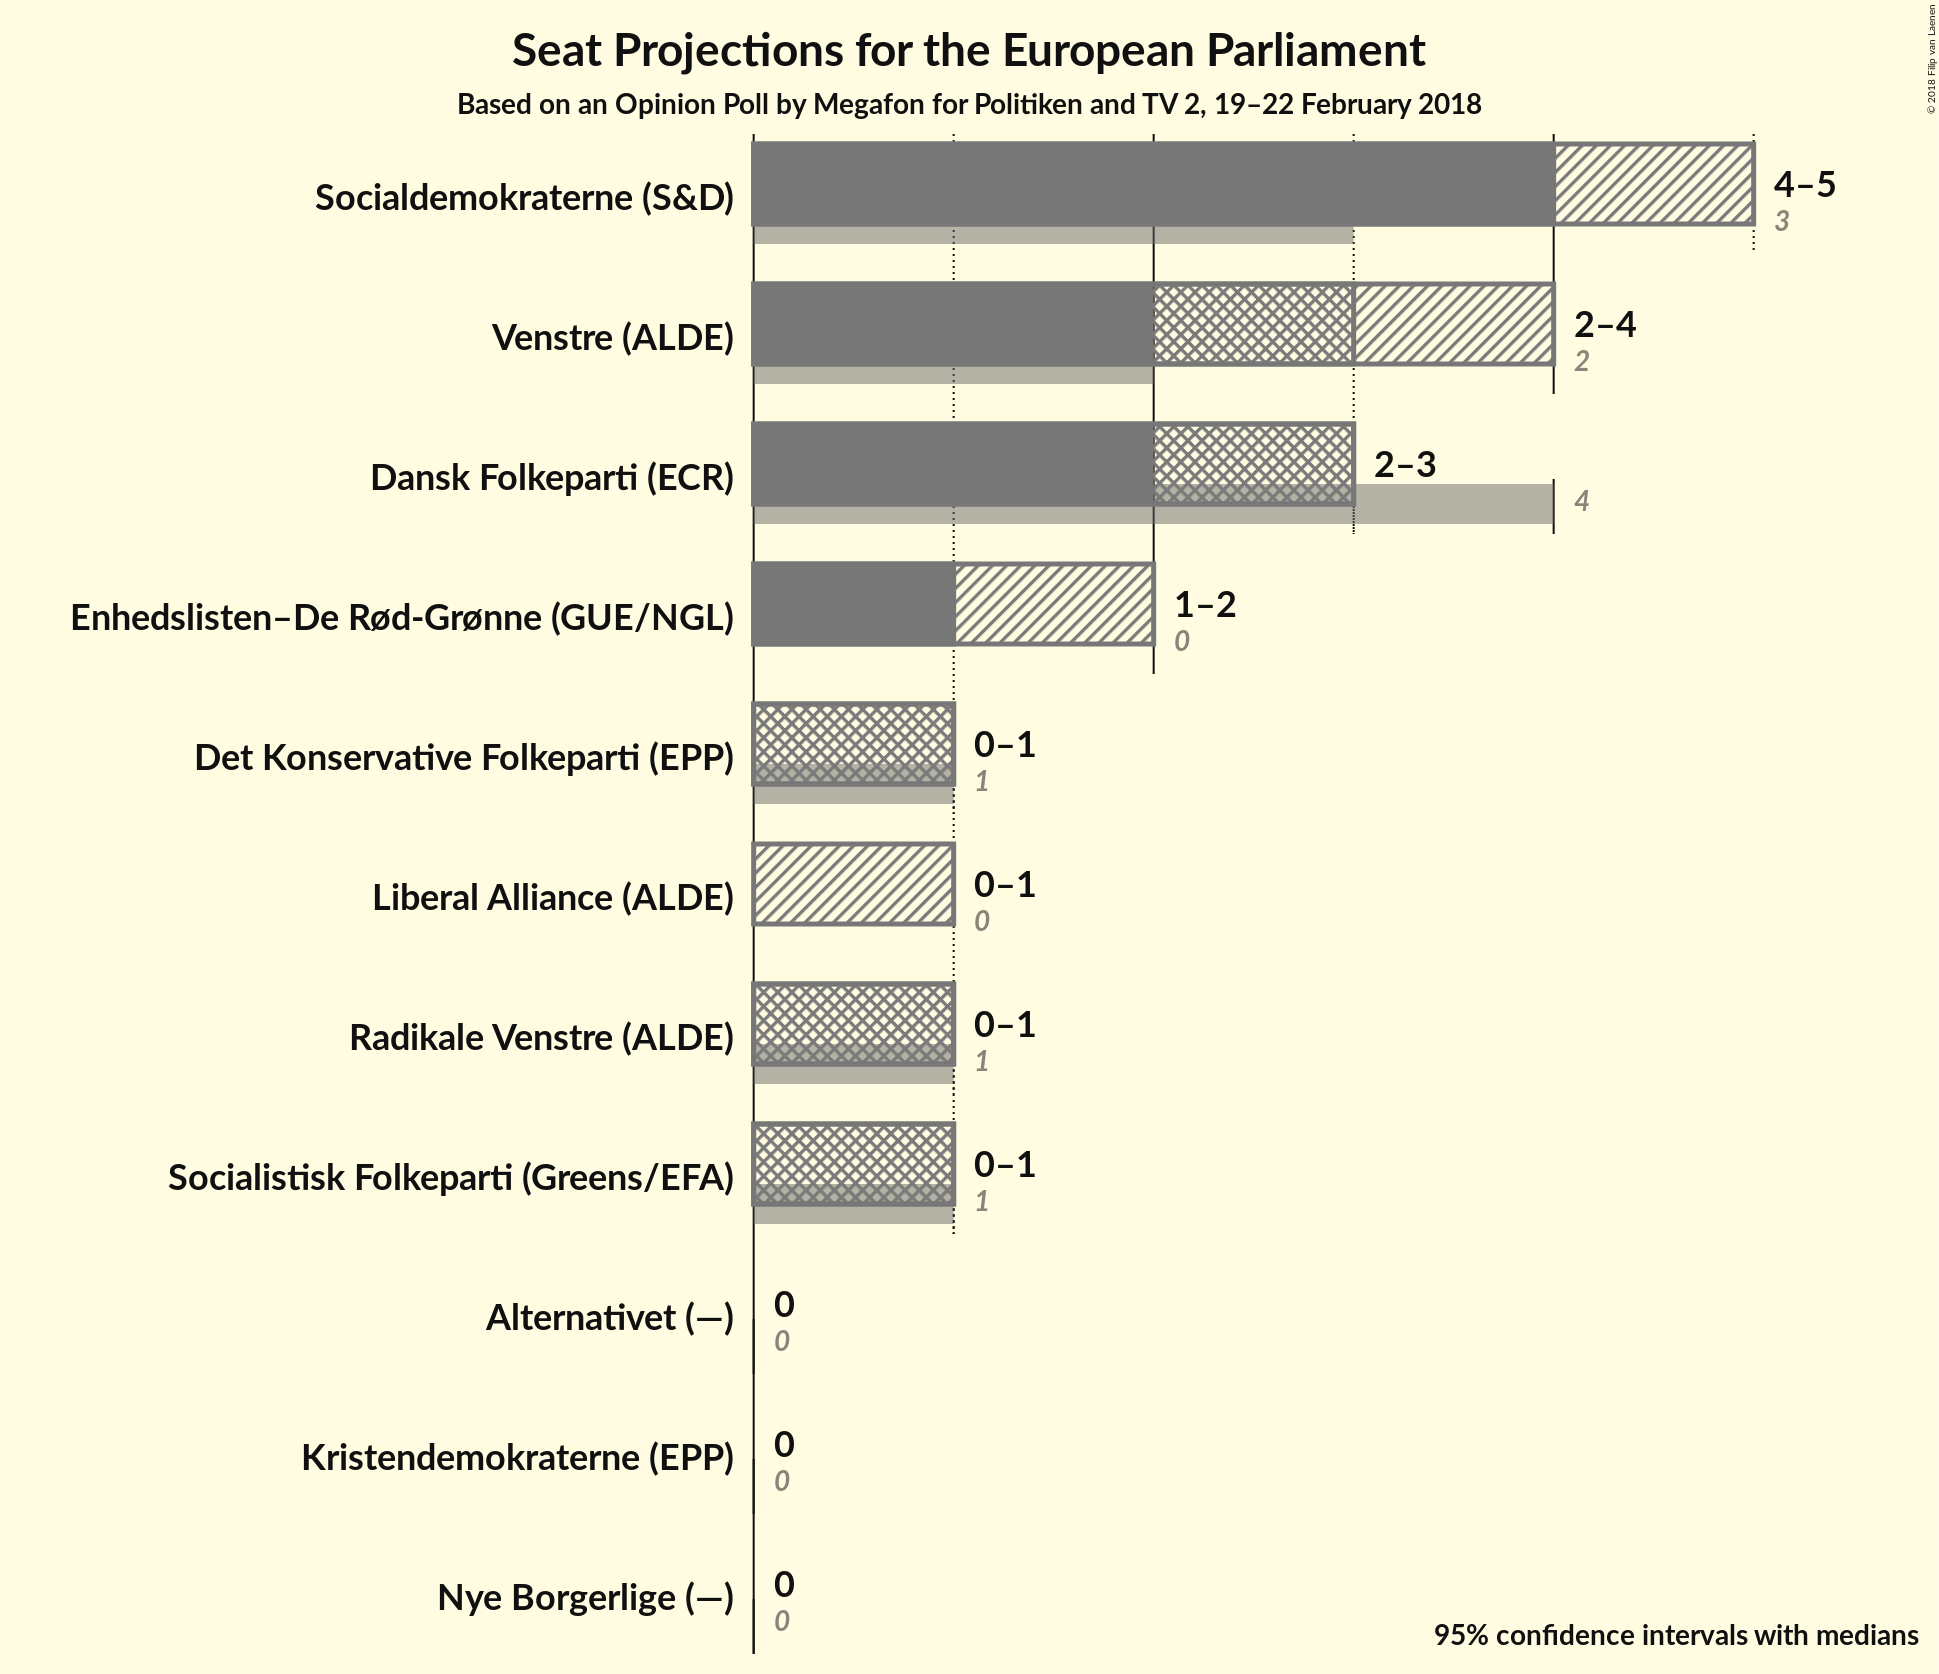 Seat Projections for the European Parliament
Based on an Opinion Poll by Megafon for Politiken and TV 2, 19–22 February 2018
© 2018 Filip van Laenen
Socialdemokraterne (S&D)
4–5
3
Venstre (ALDE)
2–4
2
Dansk Folkeparti (ECR)
2–3
4
Enhedslisten–De Rød-Grønne (GUE/NGL)
1–2
0
Det Konservative Folkeparti (EPP)
0–1
1
Liberal Alliance (ALDE)
0–1
0
Radikale Venstre (ALDE)
0–1
1
Socialistisk Folkeparti (Greens/EFA)
0–1
1
Alternativet (—)
0
0
Kristendemokraterne (EPP)
0
0
Nye Borgerlige (—)
0
0
95% confidence intervals with medians